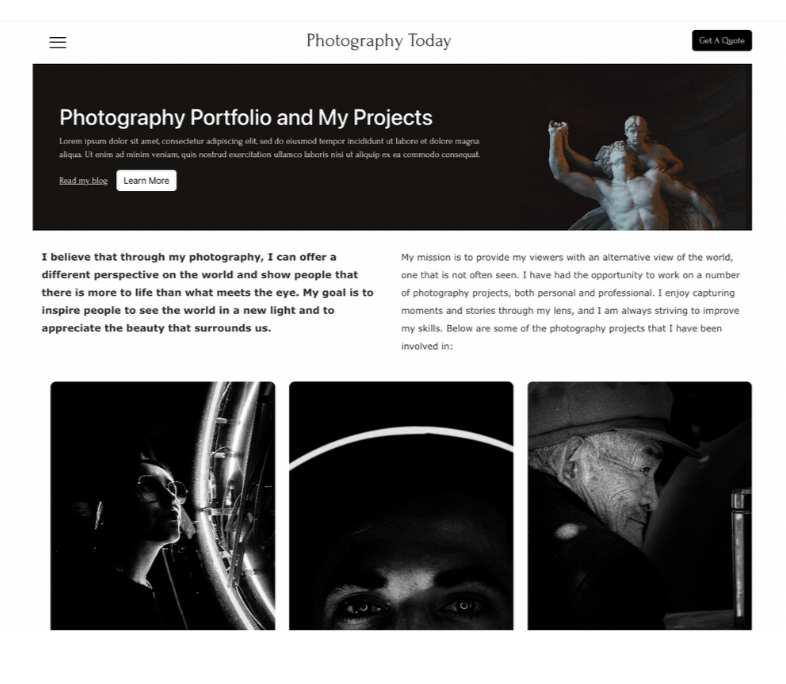 Photography Today
Get A Quote
Photography Portfolio and My Projects
Lorem ipsum dolor sit amet, consectetur adipiscing elit, sed do eiusmod tempor incididunt ut labore et dolore magna
aliqua. Ut enim ad minim veniam, quis nostrud exercitation ullamco laboris nisi ut aliquip ex ea commodo consequat.
Read my blog
Learn More
I believe that through my photography, I can offer a
different perspective on the world and show people that
there is more to life than what meets the eye. My goal is to
inspire people to see the world in a new light and to
appreciate the beauty that surrounds us.
My mission is to provide my viewers with an alternative view of the world,
one that is not often seen. I have had the opportunity to work on a number
of photography projects, both personal and professional. I enjoy capturing
moments and stories through my lens, and I am always striving to improve
my skills. Below are some of the photography projects that I have been
involved in: